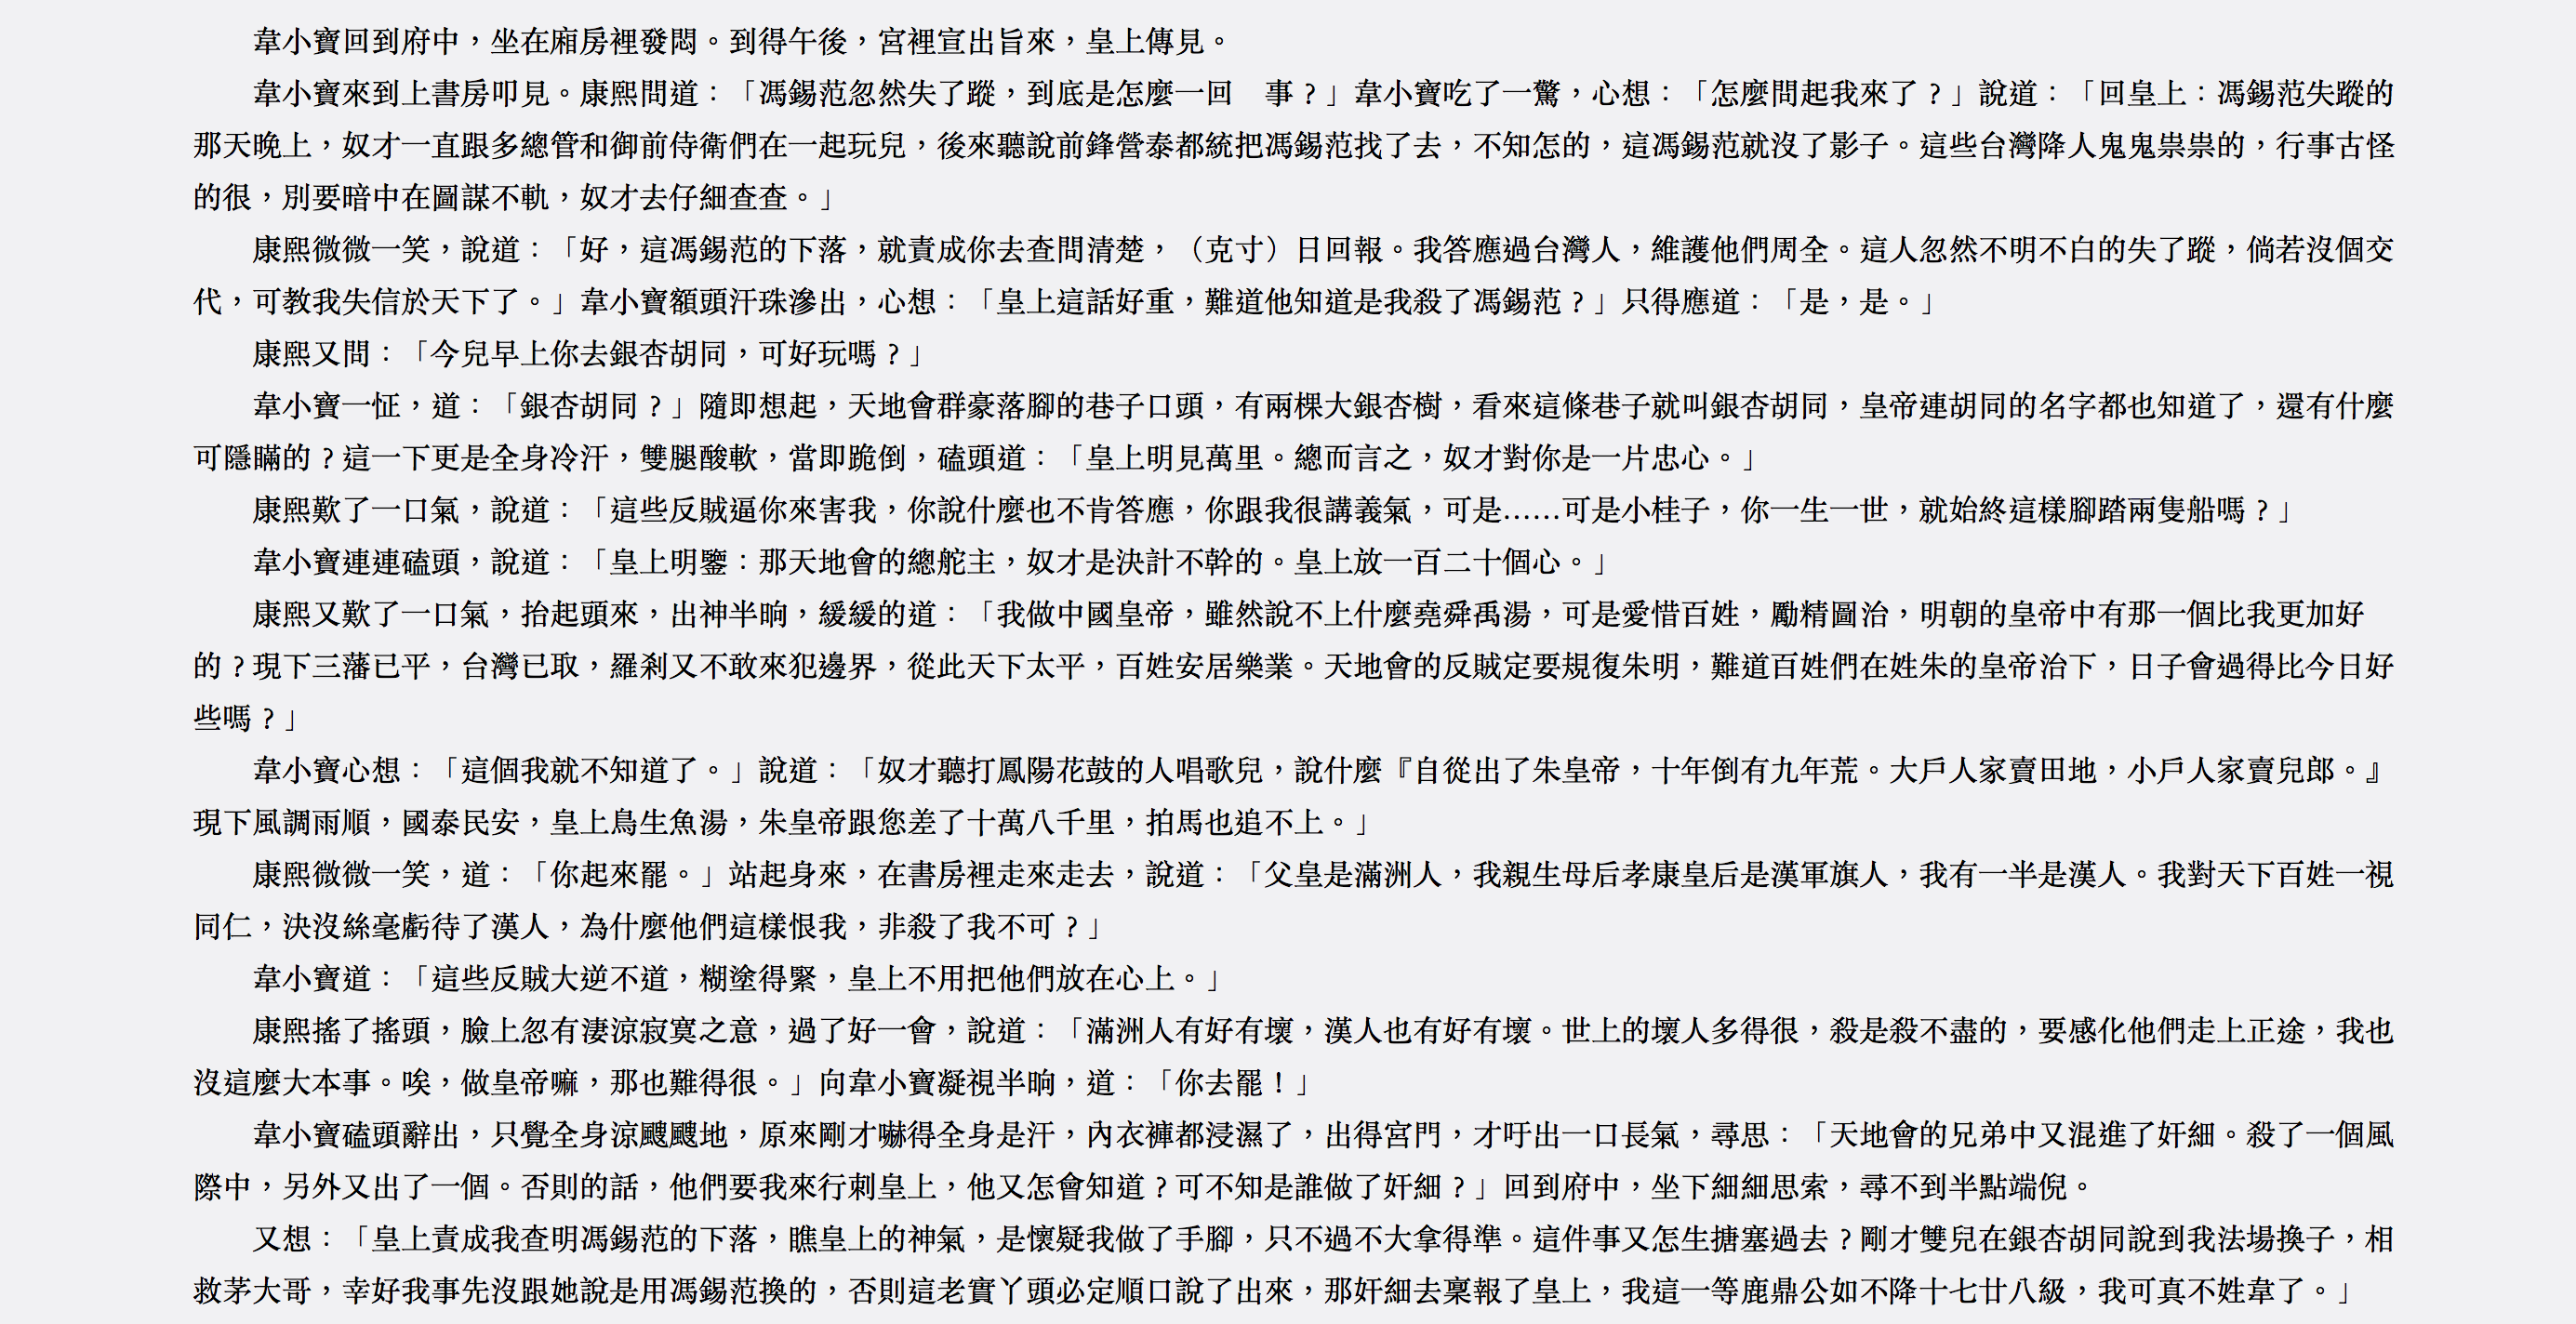 韋小寶回到府中，坐在廂房裡發悶。到得午後，宮裡宣出旨來，皇上傳見。
韋小寶來到上書房叩見。康熙問道：「馮錫范忽然失了蹤，到底是怎麼一回　事？」韋小寶吃了一驚，心想：「怎麼問起我來了？」說道：「回皇上：馮錫范失蹤的
那天晚上，奴才一直跟多總管和御前侍衛們在一起玩兒，後來聽說前鋒營泰都統把馮錫范找了去，不知怎的，這馮錫范就沒了影子。這些台灣降人鬼鬼祟祟的，行事古怪
的很，別要暗中在圖謀不軌，奴才去仔細查查。」
康熙微微一笑，說道：「好，這馮錫范的下落，就責成你去查問清楚，（克寸）日回報。我答應過台灣人，維護他們周全。這人忽然不明不白的失了蹤，倘若沒個交
代，可教我失信於天下了。」韋小寶額頭汗珠滲出，心想：「皇上這話好重，難道他知道是我殺了馮錫范？」只得應道：「是，是。」
康熙又問：「今兒早上你去銀杏胡同，可好玩嗎？」
韋小寶一怔，道：「銀杏胡同？」隨即想起，天地會群豪落腳的巷子口頭，有兩棵大銀杏樹，看來這條巷子就叫銀杏胡同，皇帝連胡同的名字都也知道了，還有什麼
可隱瞞的？這一下更是全身冷汗，雙腿酸軟，當即跪倒，磕頭道：「皇上明見萬里。總而言之，奴才對你是一片忠心。」
康熙歎了一口氣，說道：「這些反賊逼你來害我，你說什麼也不肯答應，你跟我很講義氣，可是……可是小桂子，你一生一世，就始終這樣腳踏兩隻船嗎？」
韋小寶連連磕頭，說道：「皇上明鑒：那天地會的總舵主，奴才是決計不幹的。皇上放一百二十個心。」
康熙又歎了一口氣，抬起頭來，出神半晌，緩緩的道：「我做中國皇帝，雖然說不上什麼堯舜禹湯，可是愛惜百姓，勵精圖治，明朝的皇帝中有那一個比我更加好
的？現下三藩已平，台灣已取，羅剎又不敢來犯邊界，從此天下太平，百姓安居樂業。天地會的反賊定要規復朱明，難道百姓們在姓朱的皇帝治下，日子會過得比今日好
些嗎？」
韋小寶心想：「這個我就不知道了。」說道：「奴才聽打鳳陽花鼓的人唱歌兒，說什麼『自從出了朱皇帝，十年倒有九年荒。大戶人家賣田地，小戶人家賣兒郎。』
現下風調雨順，國泰民安，皇上鳥生魚湯，朱皇帝跟您差了十萬八千里，拍馬也追不上。」
康熙微微一笑，道：「你起來罷。」站起身來，在書房裡走來走去，說道：「父皇是滿洲人，我親生母后孝康皇后是漢軍旗人，我有一半是漢人。我對天下百姓一視
同仁，決沒絲毫虧待了漢人，為什麼他們這樣恨我，非殺了我不可？」
韋小寶道：「這些反賊大逆不道，糊塗得緊，皇上不用把他們放在心上。」
康熙搖了搖頭，臉上忽有淒涼寂寞之意，過了好一會，說道：「滿洲人有好有壞，漢人也有好有壞。世上的壞人多得很，殺是殺不盡的，要感化他們走上正途，我也
沒這麼大本事。唉，做皇帝嘛，那也難得很。」向韋小寶凝視半晌，道：「你去罷！」
韋小寶磕頭辭出，只覺全身涼颼颼地，原來剛才嚇得全身是汗，內衣褲都浸濕了，出得宮門，才吁出一口長氣，尋思：「天地會的兄弟中又混進了奸細。殺了一個風
際中，另外又出了一個。否則的話，他們要我來行刺皇上，他又怎會知道？可不知是誰做了奸細？」回到府中，坐下細細思索，尋不到半點端倪。
又想：「皇上責成我查明馮錫范的下落，瞧皇上的神氣，是懷疑我做了手腳，只不過不大拿得準。這件事又怎生搪塞過去？剛才雙兒在銀杏胡同說到我法場換子，相
救茅大哥，幸好我事先沒跟她說是用馮錫范換的，否則這老實丫頭必定順口說了出來，那奸細去稟報了皇上，我這一等鹿鼎公如不降十七廿八級，我可真不姓韋了。」